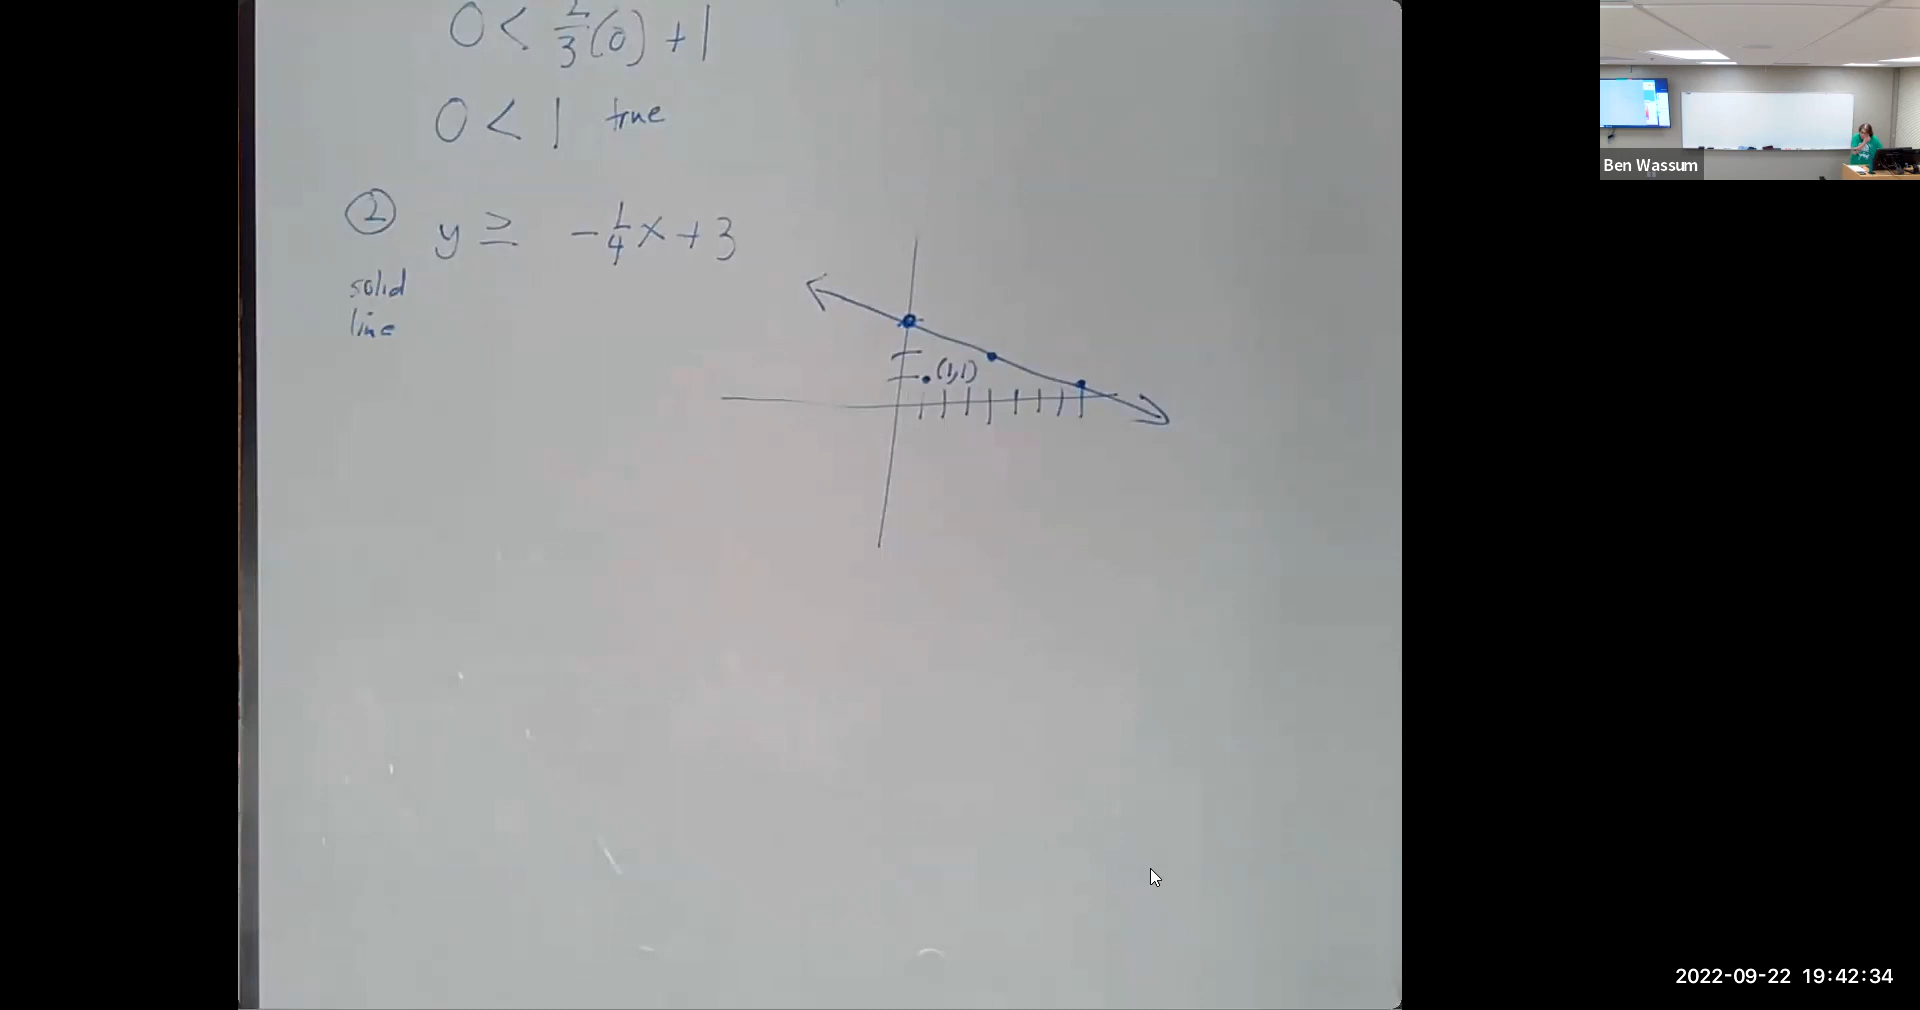 0 < 2/3(0) + 1
0 < 1 true
② y ≥ -1/4x + 3
solid
line
(1,1)
Ben Wassum
2022-09-22 19:42:34